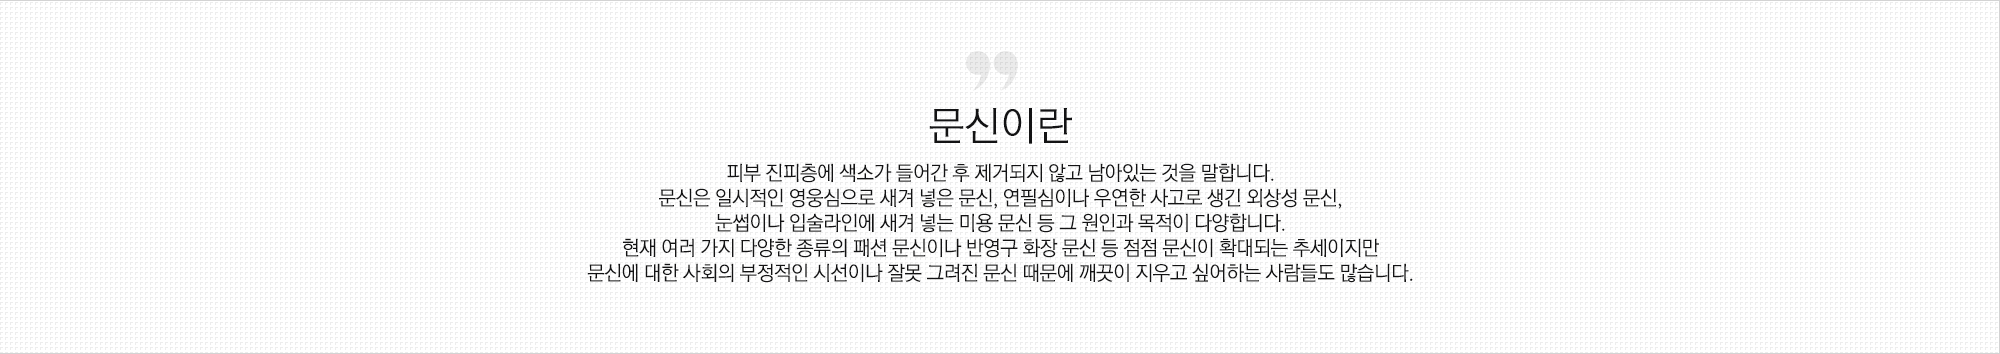 문신이란
피부 진피층에 색소가 들어간 후 제거되지 않고 남아있는 것을 말합니다.
문신은 일시적인 영웅심으로 새겨 넣은 문신, 연필심이나 우연한 사고로 생긴 외상성 문신,
눈썹이나 입술라인에 새겨 넣는 미용 문신 등 그 원인과 목적이 다양합니다.
현재 여러 가지 다양한 종류의 패션 문신이나 반영구 화장 문신 등 점점 문신이 확대되는 추세이지만
문신에 대한 사회의 부정적인 시선이나 잘못 그려진 문신 때문에 깨끗이 지우고 싶어하는 사람들도 많습니다.